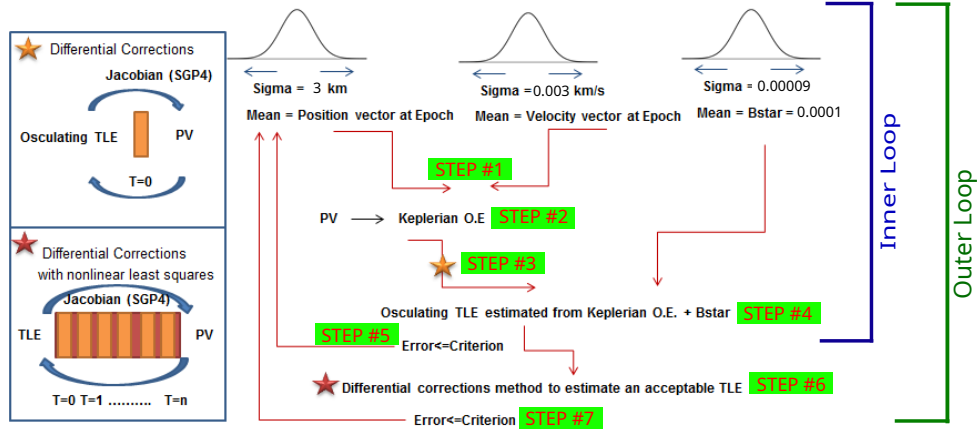 Differential Corrections
Jacobian (SGP4)
Osculating TLE
PV
T=0
Differential Corrections
with nonlinear least squares
Jacobian (SGP4)
TLE
PV
T=0 T=1 .......... T=n
Sigma = 3 km
Mean = Position vector at Epoch
Sigma =0.003 km/s
Mean = Velocity vector at Epoch
Sigma = 0.00009
Mean = Bstar = 0.0001
STEP #1
PV
Keplerian O.E
STEP #2
STEP #3
Osculating TLE estimated from Keplerian O.E. + Bstar
STEP #4
STEP #5
Error<=Criterion
Differential corrections method to estimate an acceptable TLE
STEP #6
Error<=Criterion
STEP #7
Inner Loop
Outer Loop